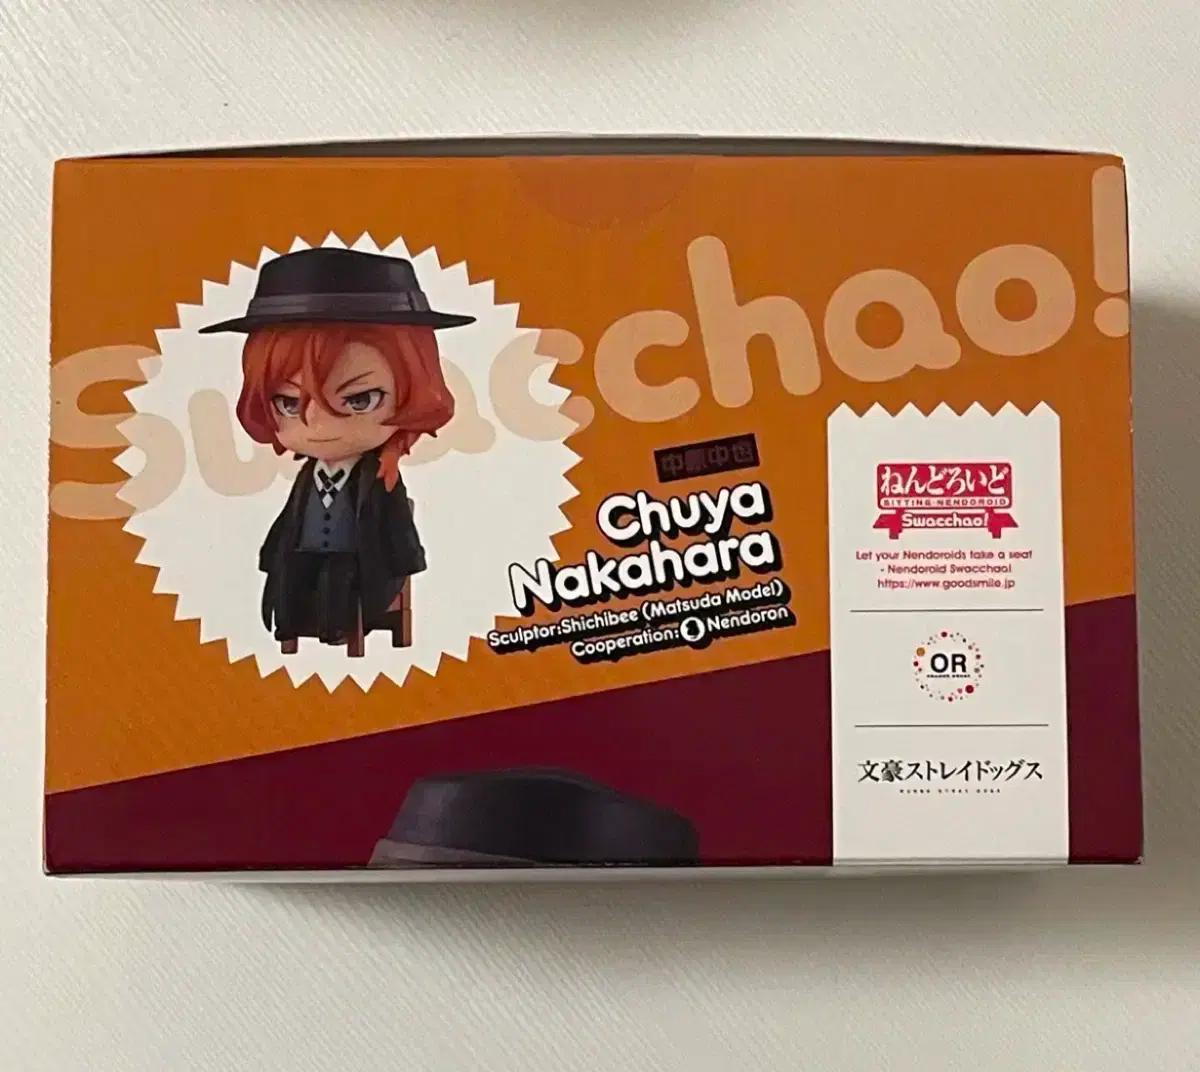 Swacchao!
中原中也
Chuya
Nakahara
Sculptor:Shichibee (Matsuda Model)
Cooperation: Nendoron
ねんどろいど
SITTING NENDOROID
Swacchao!
Let your Nendoroids take a seat
- Nendoroid Swacchao!
https://www.goodsmile.jp
OR
ORANGE ROUGE
文豪ストレイドッグス
BUNGO STRAY DOGS